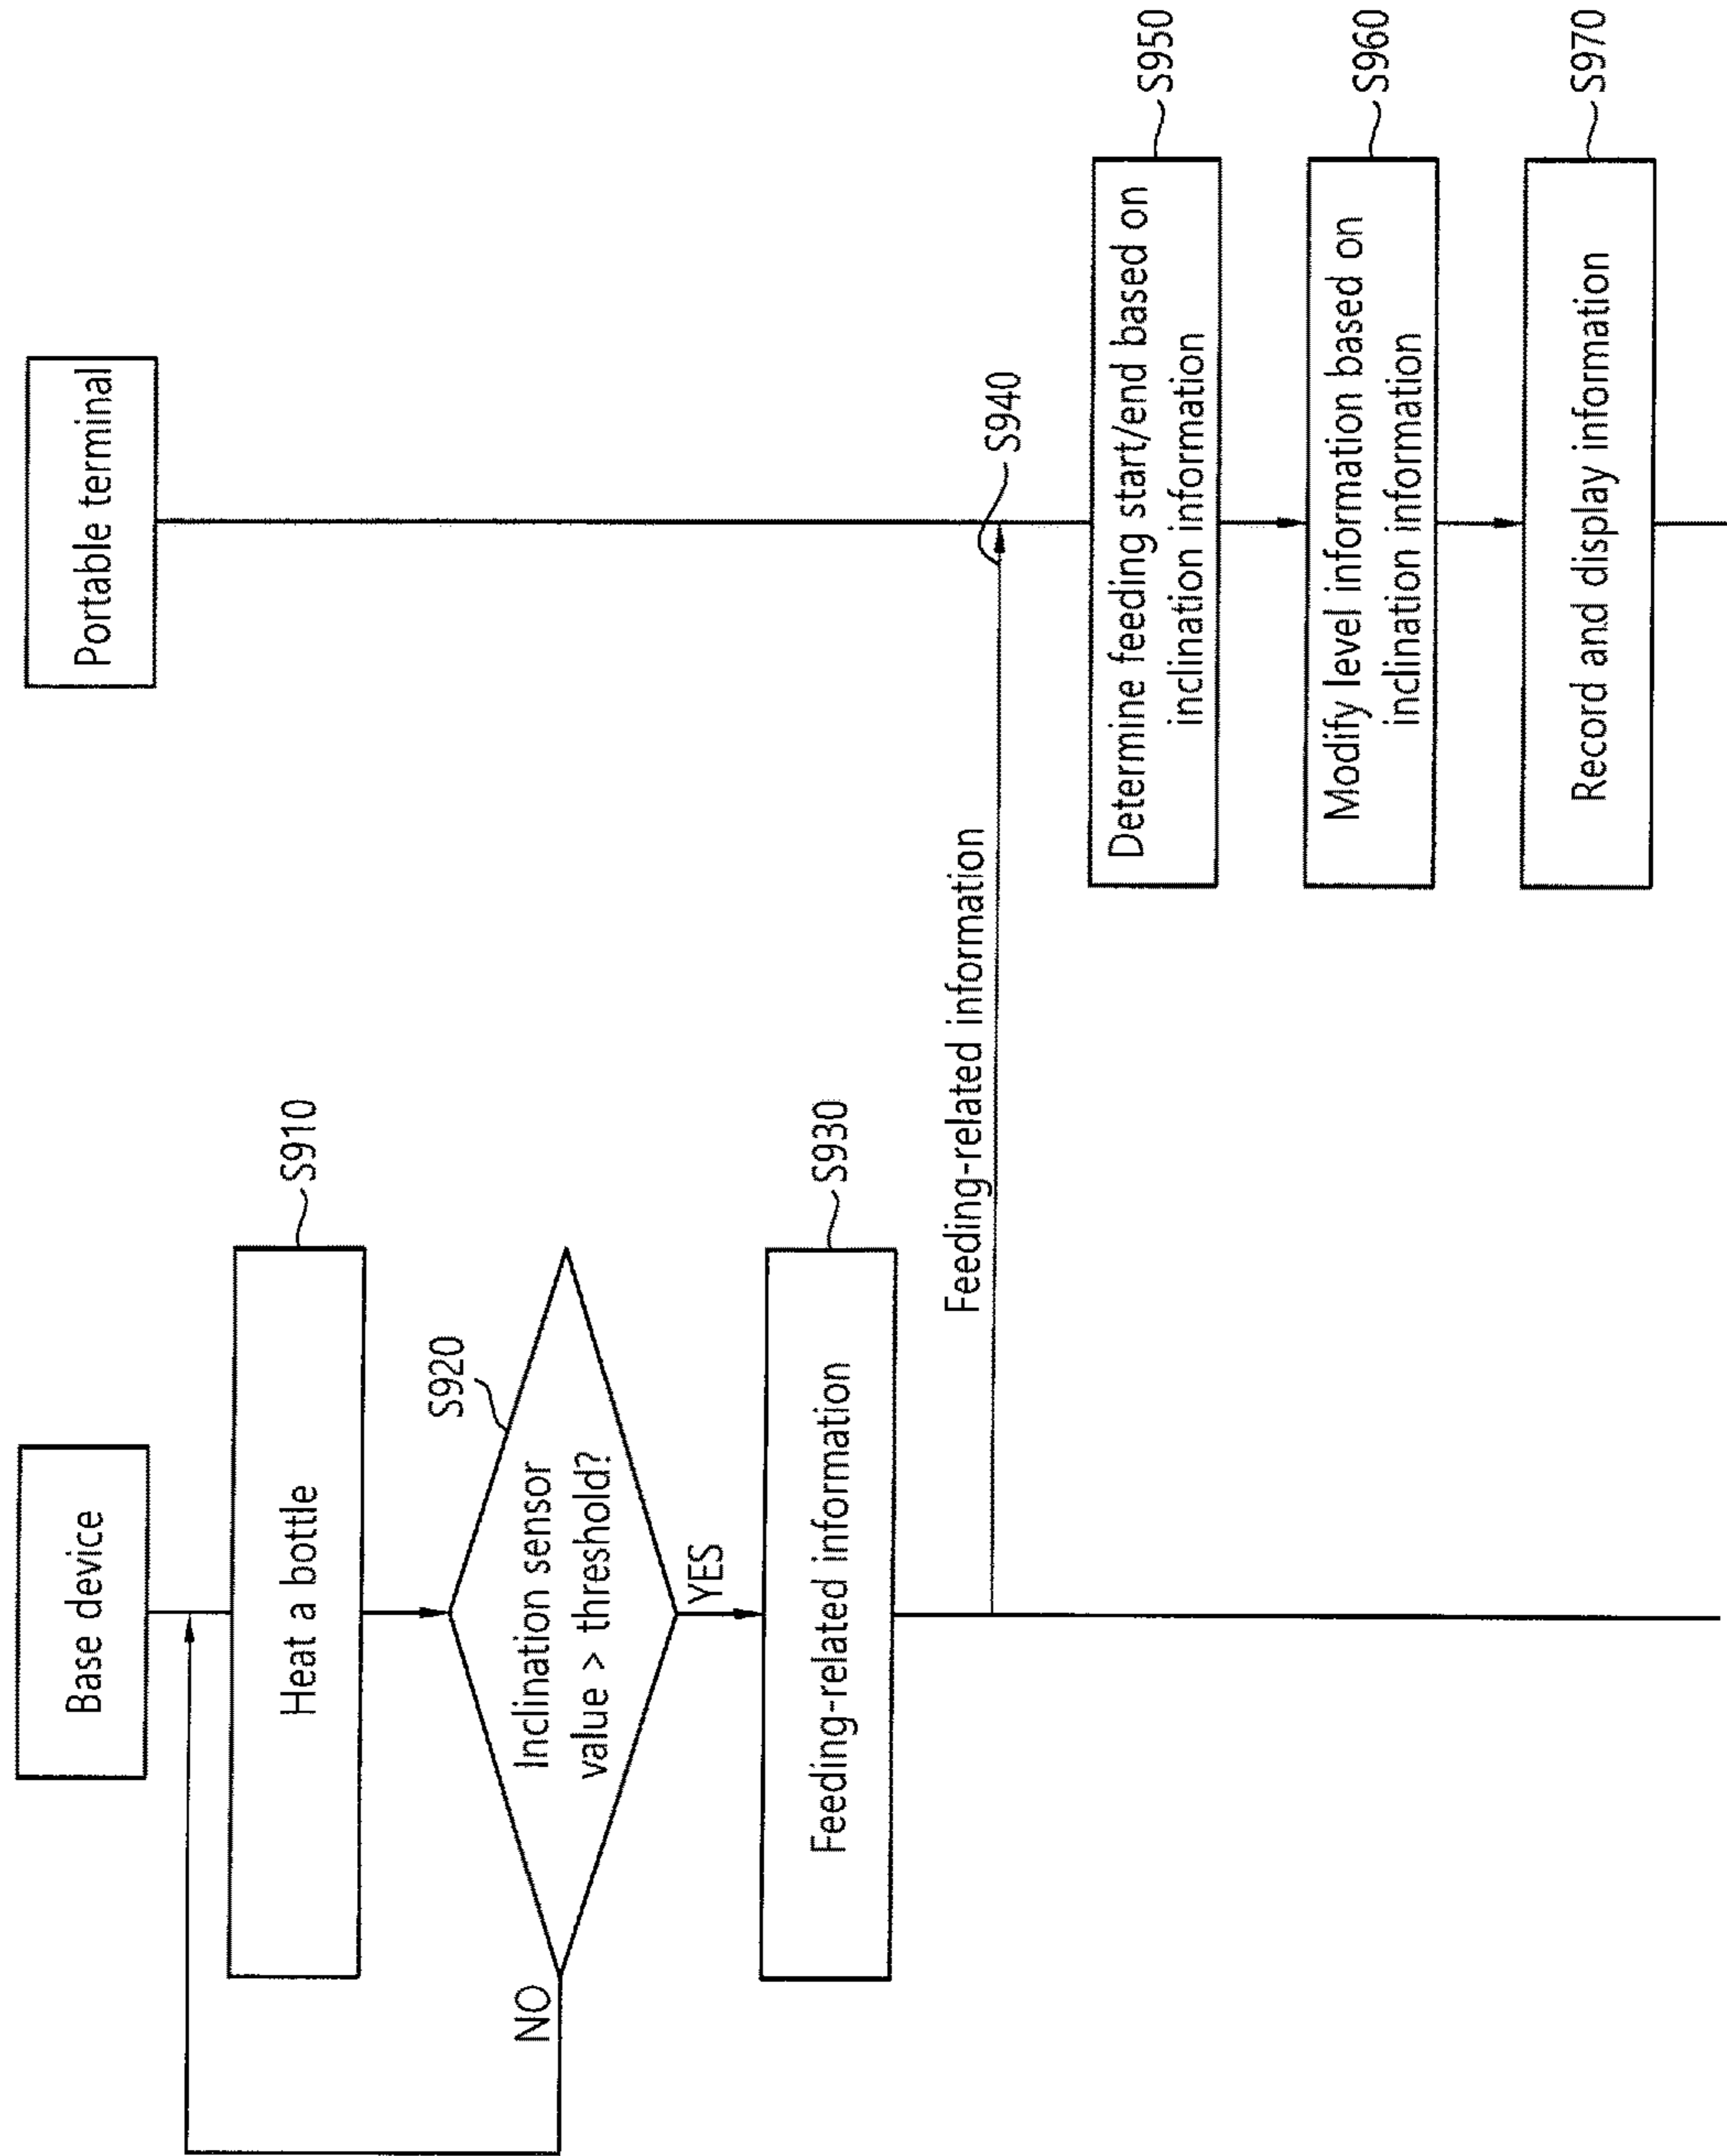 Base device
Portable terminal
Heat a bottle
S910
Inclination sensor
value > threshold?
S920
NO
YES
Feeding-related information
S930
Feeding-related information
S940
Determine feeding start/end based on
inclination information
S950
Modify level information based on
inclination information
S960
Record and display information
S970